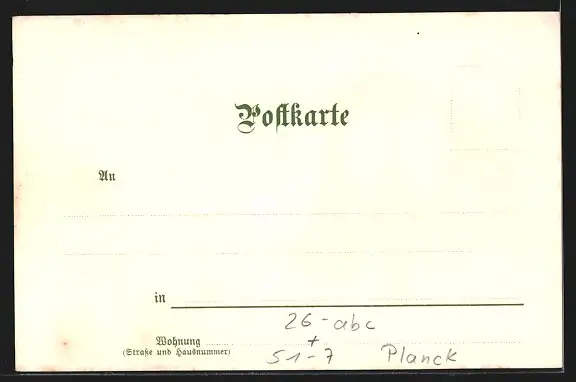 Postkarte
An
in
26-abc
Wohnung +
(Straße und Hausnummer) 51-7 Planck